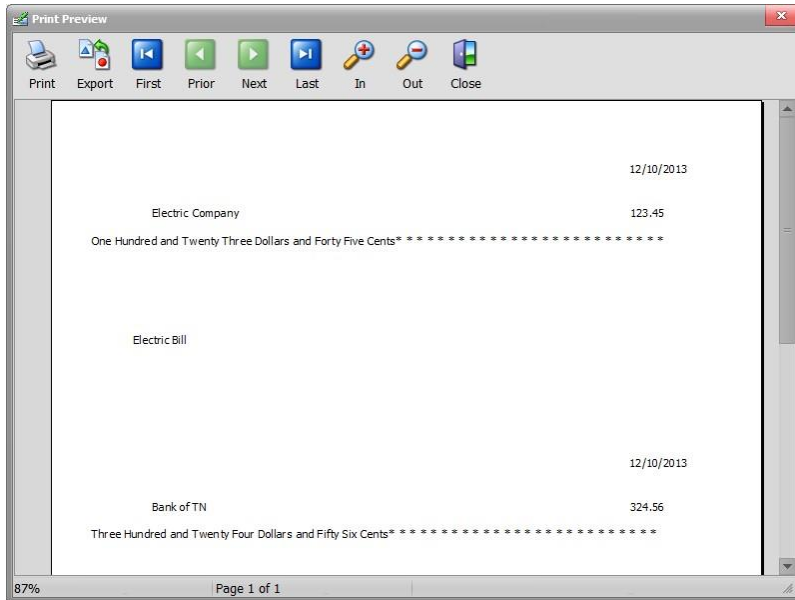 Print Preview
Print Export First Prior Next Last In Out Close
12/10/2013
Electric Company 123.45
One Hundred and Twenty Three Dollars and Forty Five Cents* * * * * * * * * * * * * * * * * * * * * * * * * *
Electric Bill
12/10/2013
Bank of TN 324.56
Three Hundred and Twenty Four Dollars and Fifty Six Cents* * * * * * * * * * * * * * * * * * * * * * * * * *
87% Page 1 of 1